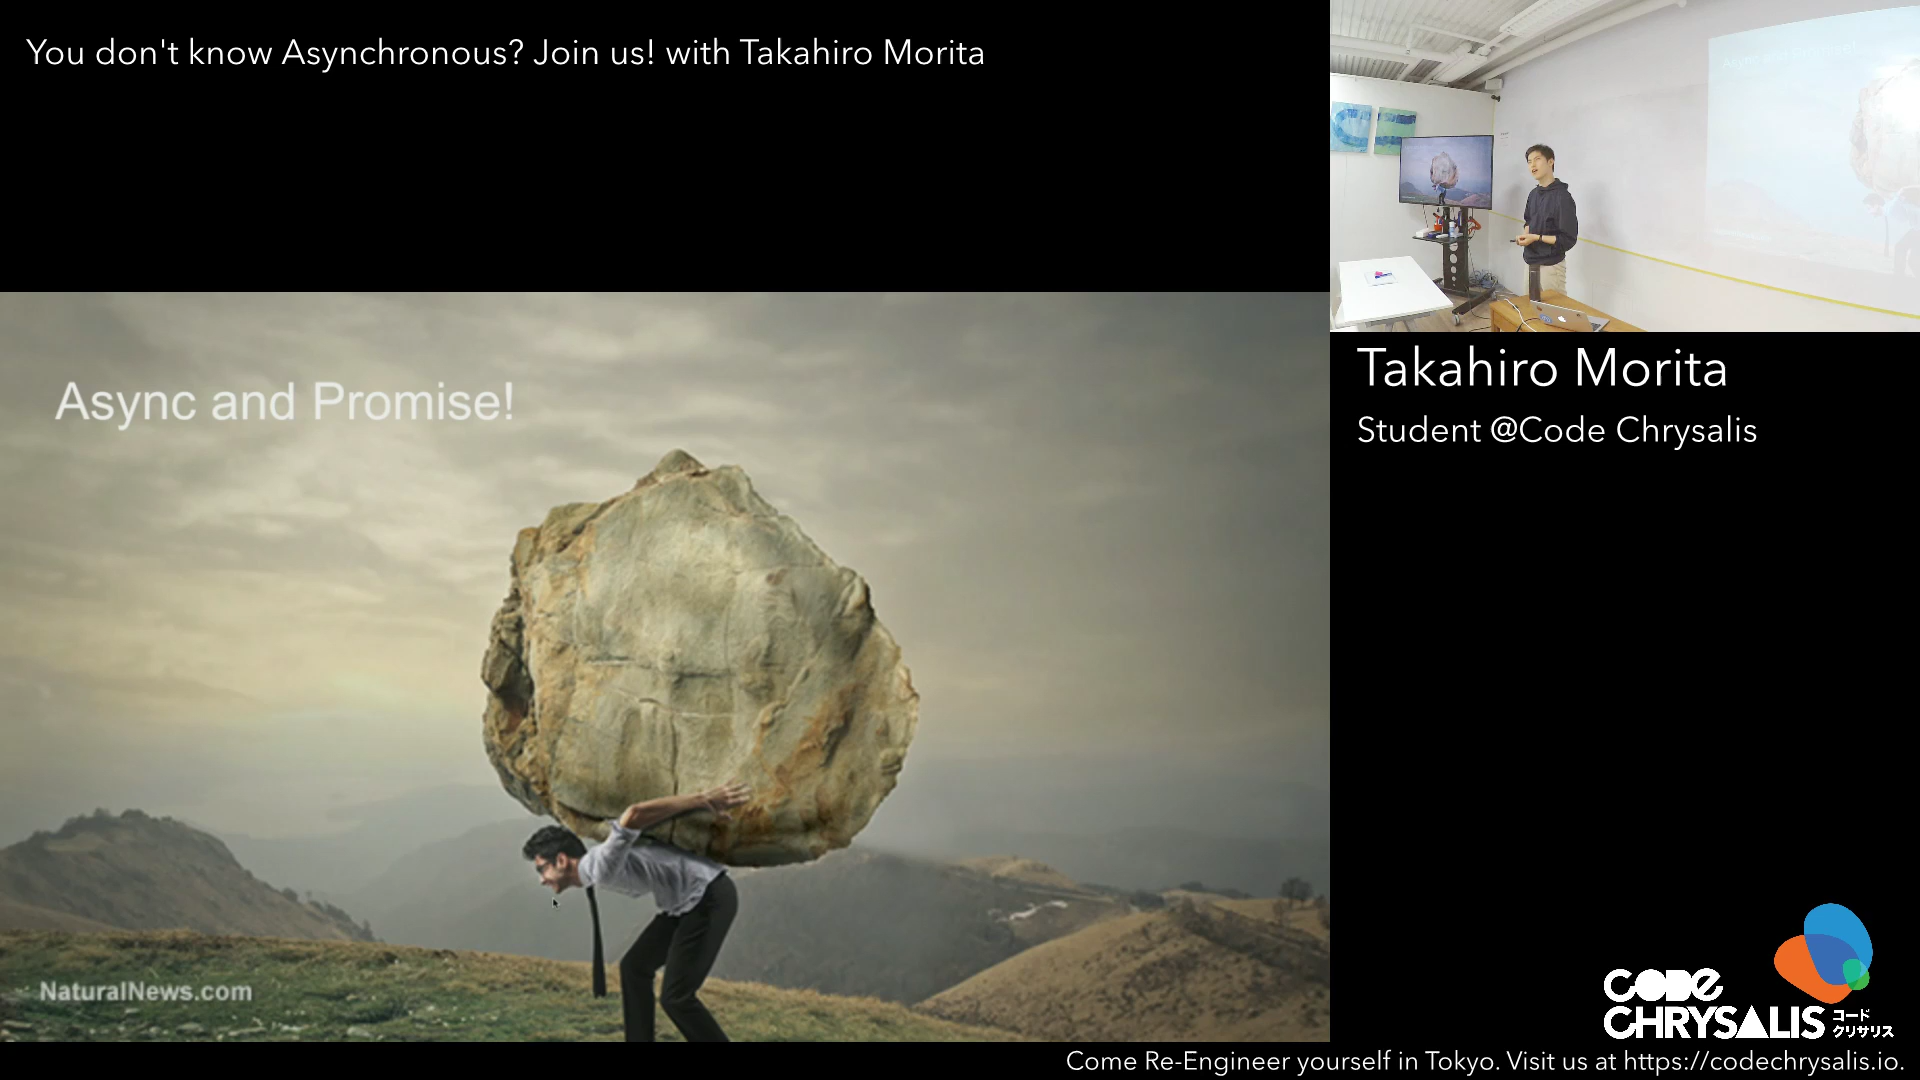 You don't know Asynchronous? Join us! with Takahiro Morita
Async and Promise!
NaturalNews.com
Takahiro Morita
Student @Code Chrysalis
CODE
CHRYSALIS
コード
クリサリス
Come Re-Engineer yourself in Tokyo. Visit us at https://codechrysalis.io.